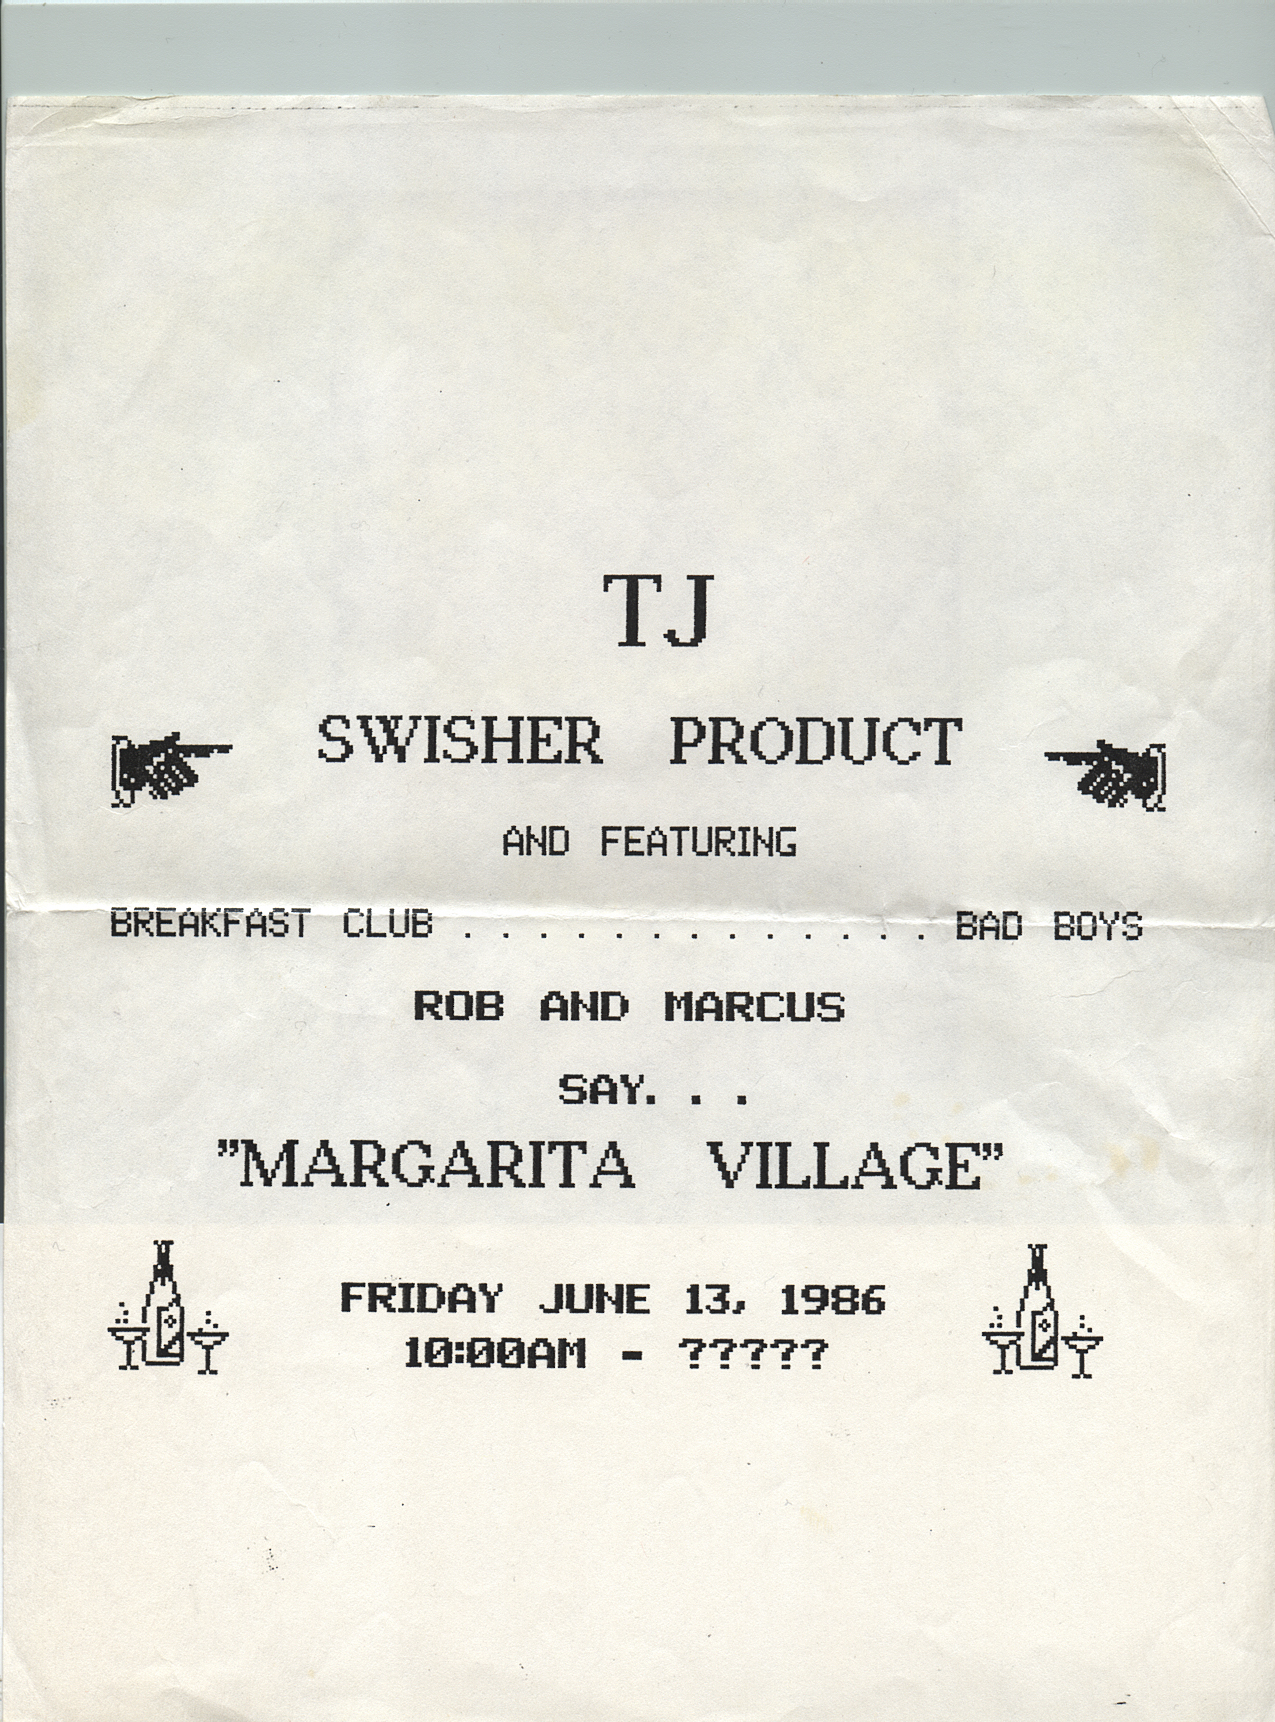 TJ
SWISHER PRODUCT
AND FEATURING
BREAKFAST CLUB . . . . . . . . . . . . . . BAD BOYS
ROB AND MARCUS
SAY. . .
"MARGARITA VILLAGE"
FRIDAY JUNE 13, 1986
10:00AM - ?????